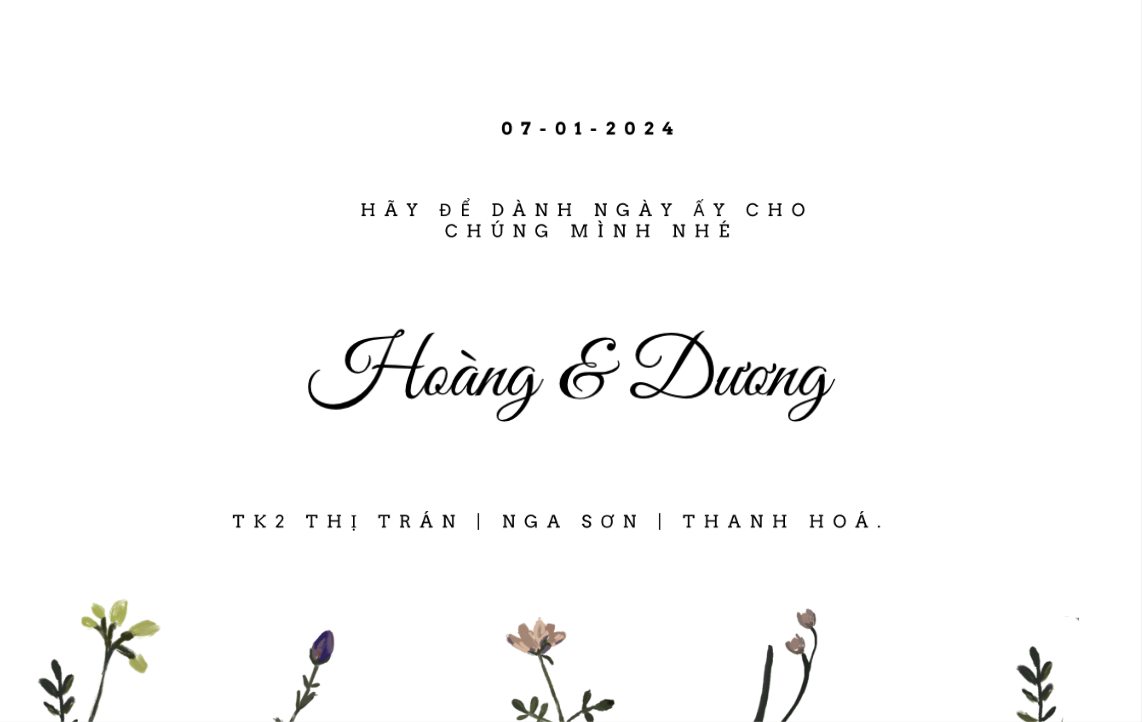 07-01-2024
HÃY ĐỂ DÀNH NGÀY ẤY CHO
CHÚNG MÌNH NHÉ
Hoàng & Dương
TK2 THỊ TRÁN | NGA SƠN | THANH HOÁ.